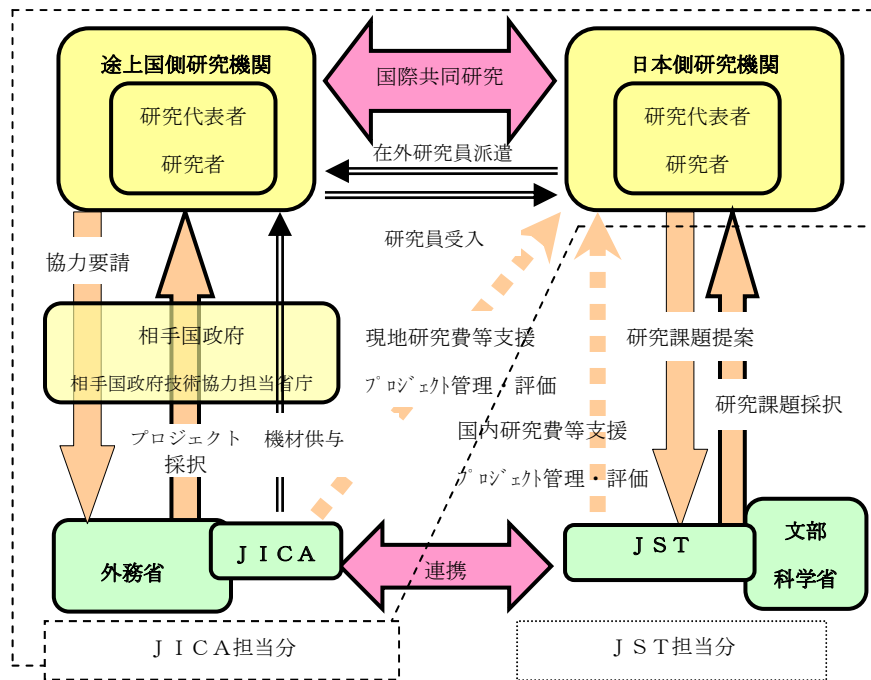 途上国側研究機関
研究代表者
研究者
国際共同研究
日本側研究機関
研究代表者
研究者
在外研究員派遣
研究員受入
協力要請
相手国政府
相手国政府技術協力担当省庁
プロジェクト
採択
機材供与
現地研究費等支援
ﾌﾟﾛｼﾞｪｸﾄ管理・評価
国内研究費等支援
ﾌﾟﾛｼﾞｪｸﾄ管理・評価
研究課題提案
研究課題採択
外務省
ＪＩＣＡ
連携
ＪＳＴ
文部
科学省
ＪＩＣＡ担当分
ＪＳＴ担当分